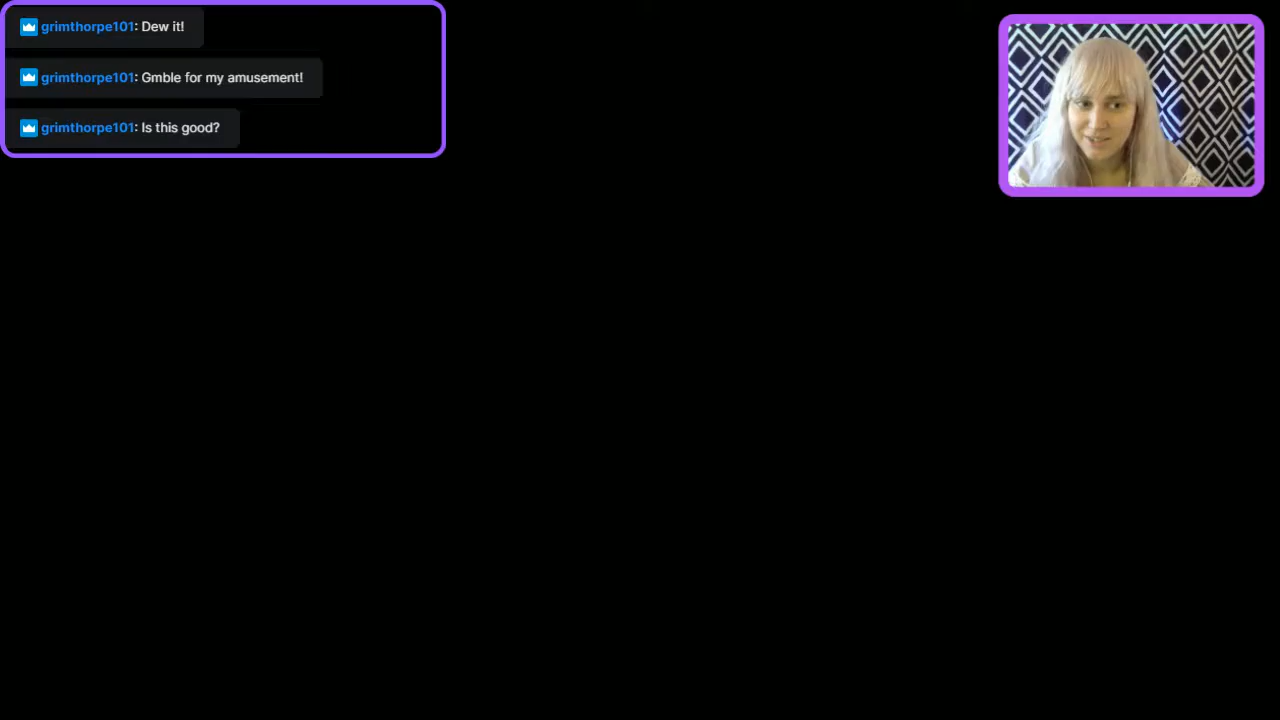 grimthorpe101: Dew it!
grimthorpe101: Gmble for my amusement!
grimthorpe101: Is this good?